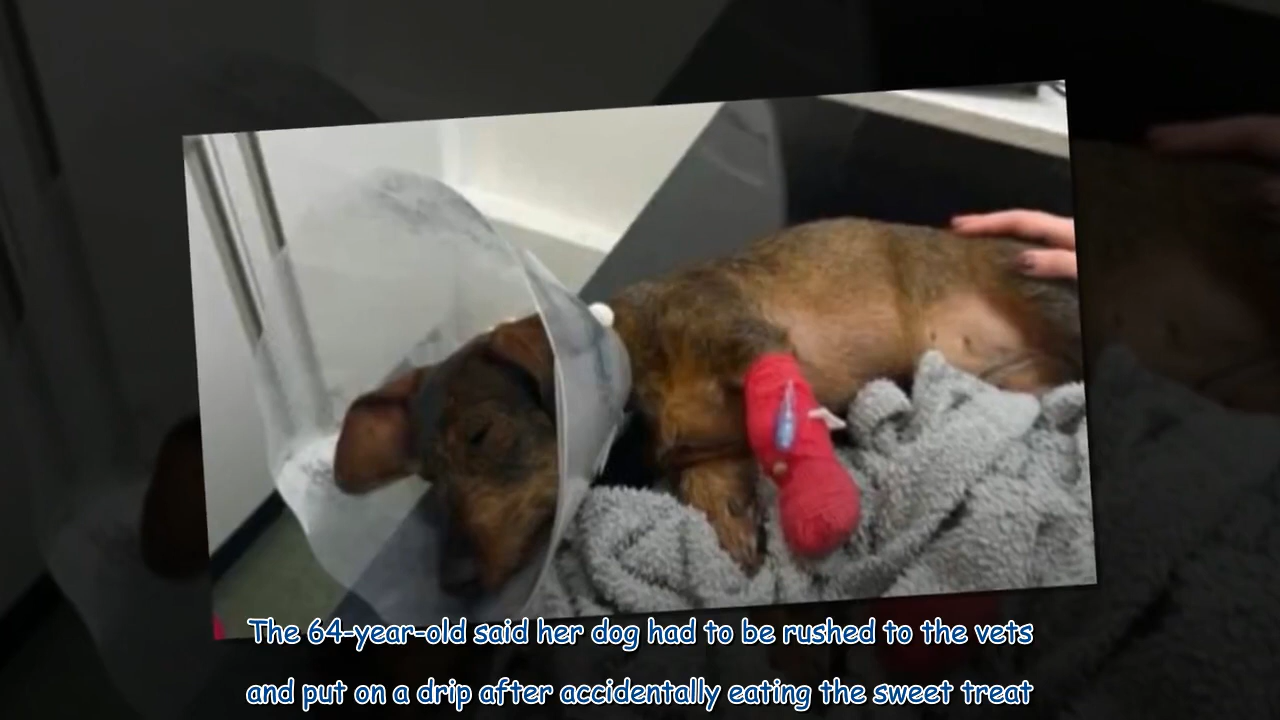 The 64-year-old said her dog had to be rushed to the vets
and put on a drip after accidentally eating the sweet treat